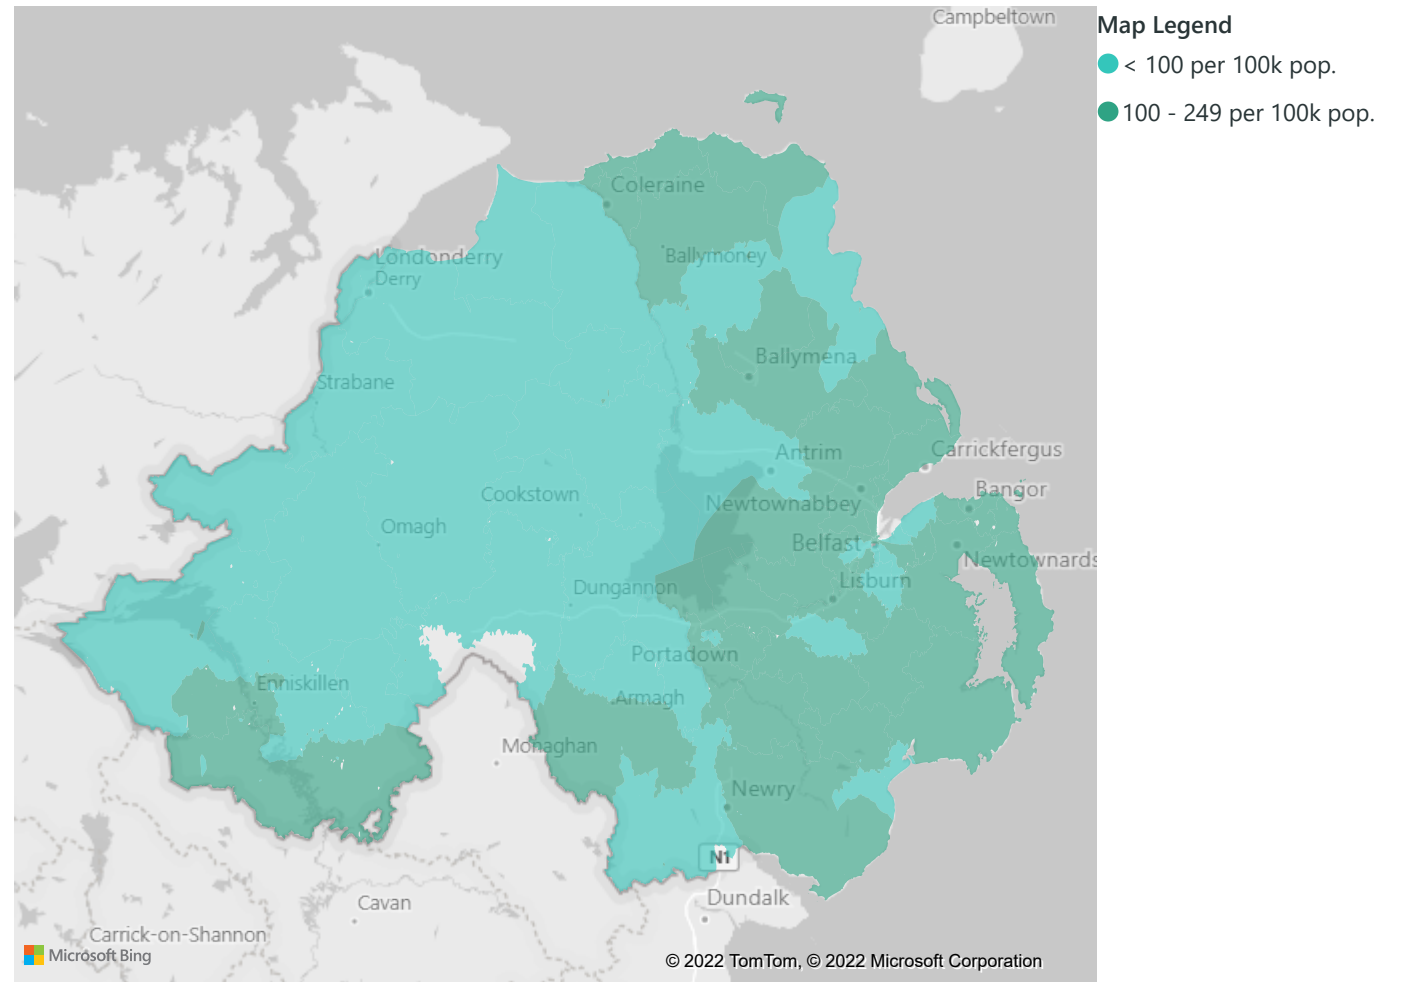 Campbeltown
Map Legend
< 100 per 100k pop.
100 - 249 per 100k pop.
Coleraine
Londonderry
Derry
Ballymoney
Ballymena
Strabane
Carrickfergus
Antrim
Bangor
Cookstown
Newtownabbey
Omagh
Belfast
Newtownards
Lisburn
Dungannon
Portadown
Enniskillen
Armagh
Monaghan
Newry
N1
Dundalk
Cavan
Carrick-on-Shannon
Microsoft Bing
© 2022 TomTom, © 2022 Microsoft Corporation